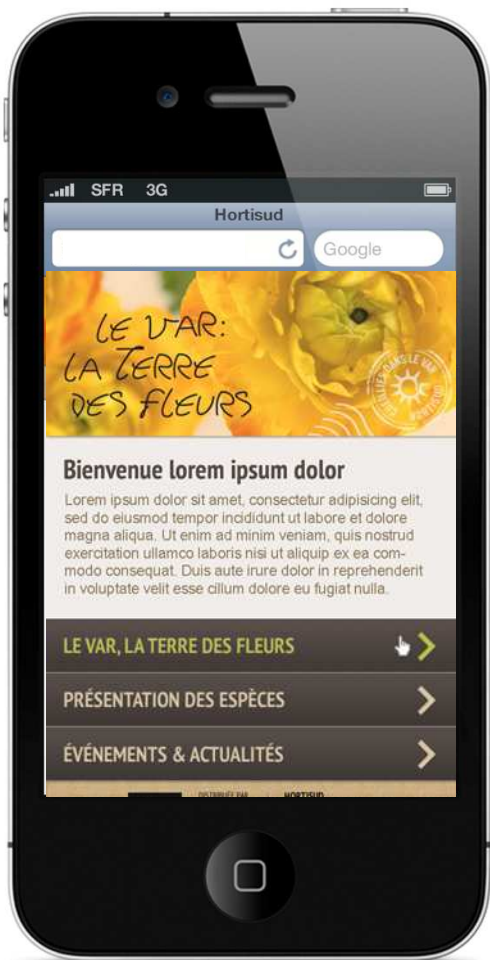 SFR 3G
Hortisud
Google
LE VAR:
LA TERRE
DES FLEURS
Bienvenue lorem ipsum dolor
Lorem ipsum dolor sit amet, consectetur adipisicing elit,
sed do eiusmod tempor incididunt ut labore et dolore
magna aliqua. Ut enim ad minim veniam, quis nostrud
exercitation ullamco laboris nisi ut aliquip ex ea com-
modo consequat. Duis aute irure dolor in reprehenderit
in voluptate velit esse cillum dolore eu fugiat nulla.
LE VAR, LA TERRE DES FLEURS
PRÉSENTATION DES ESPÈCES
ÉVÉNEMENTS & ACTUALITÉS
DISTRIBUÉE PAR HORTISUD